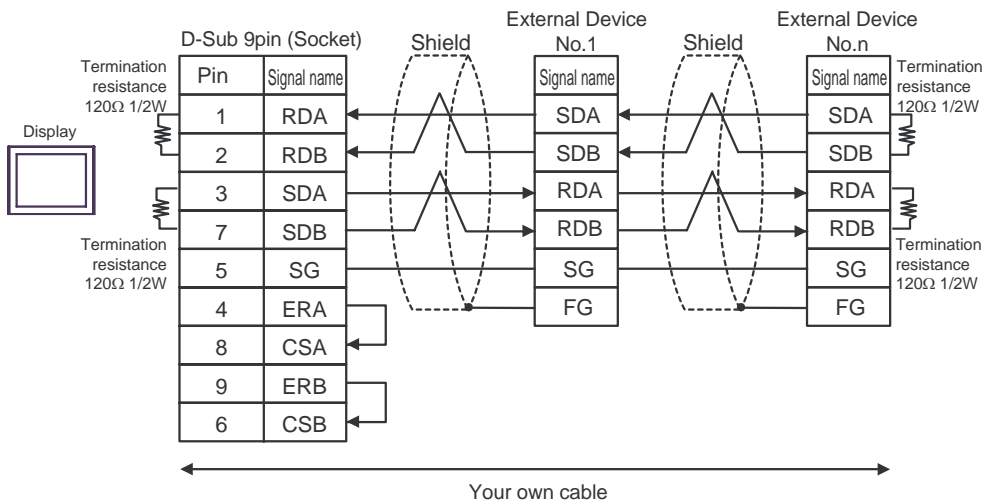 External Device
No.1
External Device
No.n
D-Sub 9pin (Socket)
Shield
Shield
Termination
resistance
120Ω 1/2W
Pin
Signal name
Signal name
Signal name
Termination
resistance
120Ω 1/2W
Display
1
RDA
SDA
SDA
2
RDB
SDB
SDB
3
SDA
RDA
RDA
7
SDB
RDB
RDB
Termination
resistance
120Ω 1/2W
5
SG
SG
SG
Termination
resistance
120Ω 1/2W
4
ERA
FG
FG
8
CSA
9
ERB
6
CSB
Your own cable